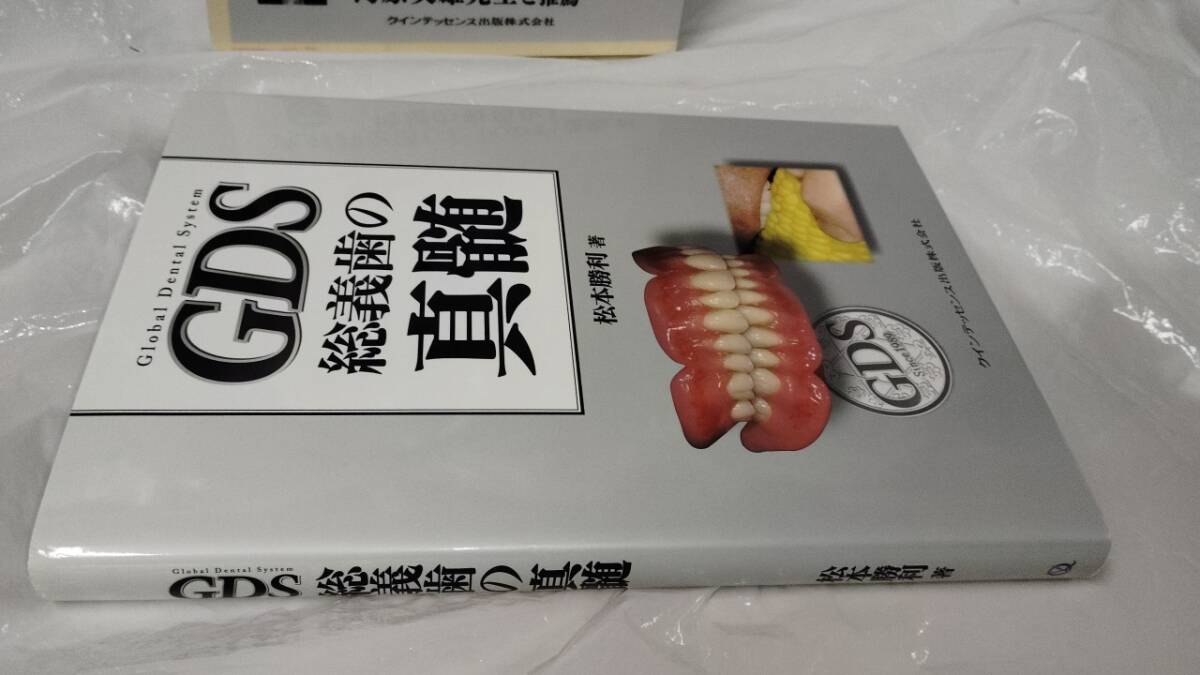 クインテッセンス出版株式会社
Global Dental System
GDS
総義歯の
真髄
松本勝利 著
GDS
Since 1988
クインテッセンス出版株式会社
Global Dental System
GDS 総義歯の真髄 松本勝利 著